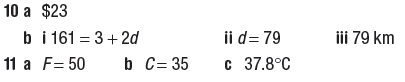 10 a $23
b i 161 = 3 + 2d ii d = 79 iii 79 km
11 a F = 50 b C = 35 c 37.8°C